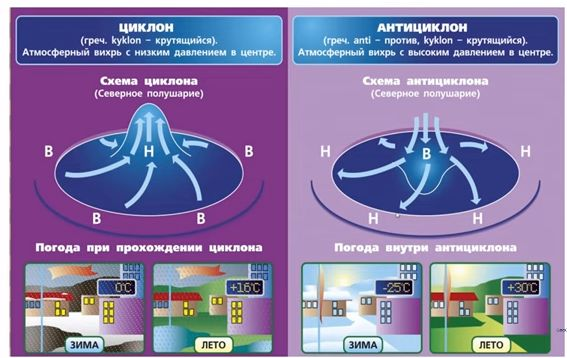 ЦИКЛОН
(греч. kyklon – крутящийся).
Атмосферный вихрь с низким давлением в центре.
Схема циклона
(Северное полушарие)
В
Н
В
В
В
Погода при прохождении циклона
0°C
ЗИМА
+16°C
ЛЕТО
АНТИЦИКЛОН
(греч. anti – против, kyklon – крутящийся).
Атмосферный вихрь с высоким давлением в центре.
Схема антициклона
(Северное полушарие)
Н
В
Н
Н
Н
Погода внутри антициклона
-25°C
ЗИМА
+30°C
ЛЕТО